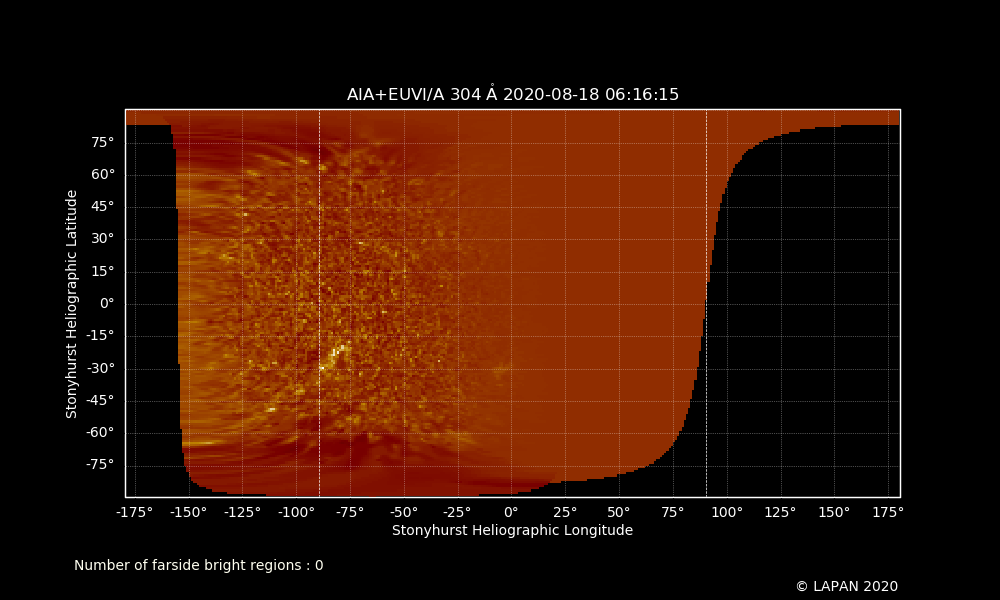 AIA+EUVI/A 304 Å 2020-08-18 06:16:15
75°
60°
45°
30°
15°
0°
-15°
-30°
-45°
-60°
-75°
Stonyhurst Heliographic Latitude
-175° -150° -125° -100° -75° -50° -25° 0° 25° 50° 75° 100° 125° 150° 175°
Stonyhurst Heliographic Longitude
Number of farside bright regions : 0
© LAPAN 2020